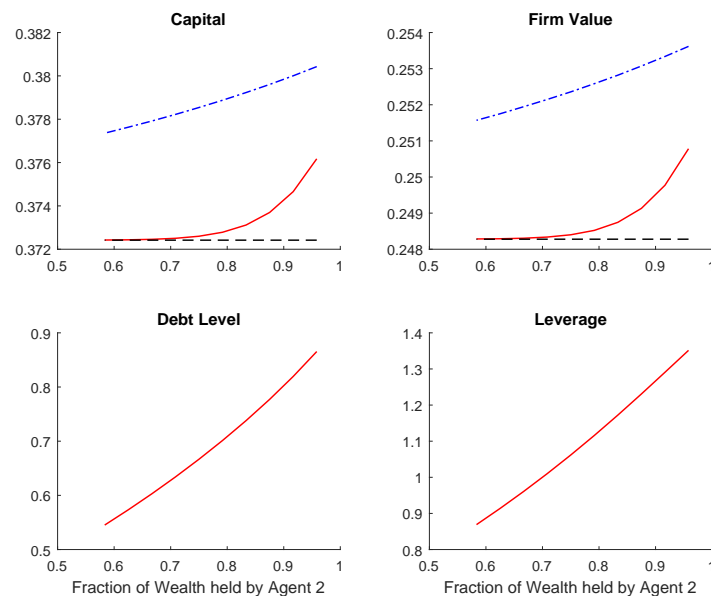 Capital
0.382
0.38
0.378
0.376
0.374
0.372
0.5 0.6 0.7 0.8 0.9 1
Firm Value
0.254
0.253
0.252
0.251
0.25
0.249
0.248
0.5 0.6 0.7 0.8 0.9 1
Debt Level
0.9
0.8
0.7
0.6
0.5
0.5 0.6 0.7 0.8 0.9 1
Fraction of Wealth held by Agent 2
Leverage
1.4
1.3
1.2
1.1
1
0.9
0.8
0.5 0.6 0.7 0.8 0.9 1
Fraction of Wealth held by Agent 2